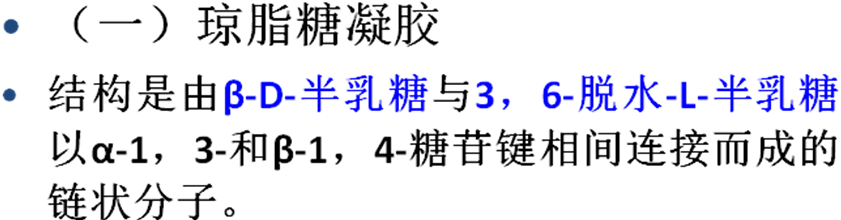 • （一）琼脂糖凝胶
• 结构是由β-D-半乳糖与3，6-脱水-L-半乳糖
以α-1，3-和β-1，4-糖苷键相间连接而成的
链状分子。